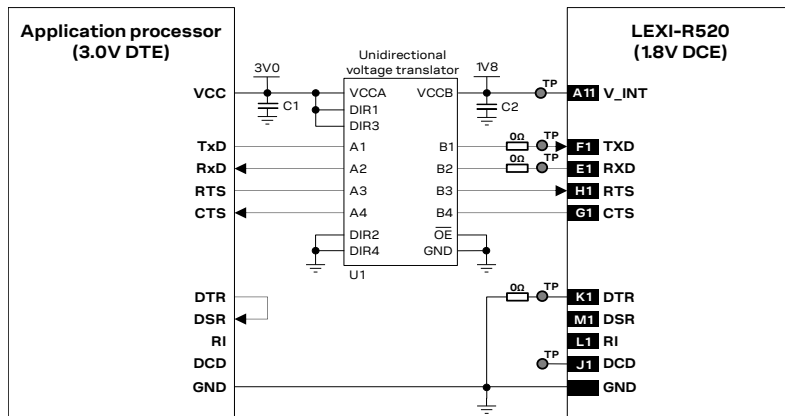 Application processor
(3.0V DTE)
LEXI-R520
(1.8V DCE)
Unidirectional
voltage translator
3V0
1V8
TP
VCC
C1
VCCA
VCCB
C2
A11
V_INT
DIR1
DIR3
TxD
A1
B1
0Ω
TP
F1
TXD
RxD
A2
B2
0Ω
TP
E1
RXD
RTS
A3
B3
H1
RTS
CTS
A4
B4
G1
CTS
DIR2
OE
DIR4
GND
U1
DTR
0Ω
TP
K1
DTR
DSR
M1
DSR
RI
L1
RI
DCD
TP
J1
DCD
GND
GND